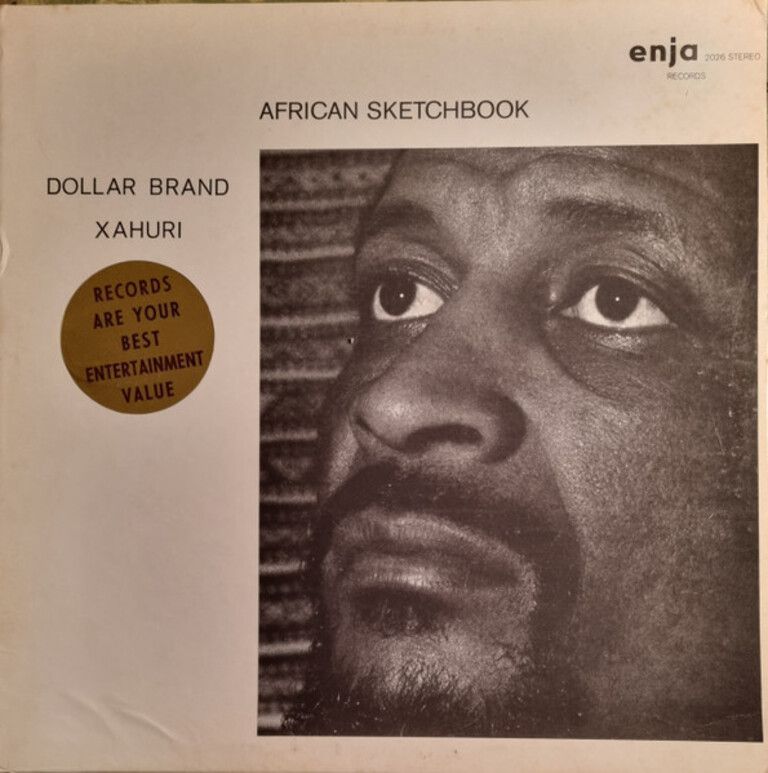 enja 2026 STEREO
RECORDS
AFRICAN SKETCHBOOK
DOLLAR BRAND
XAHURI
RECORDS
ARE YOUR
BEST
ENTERTAINMENT
VALUE